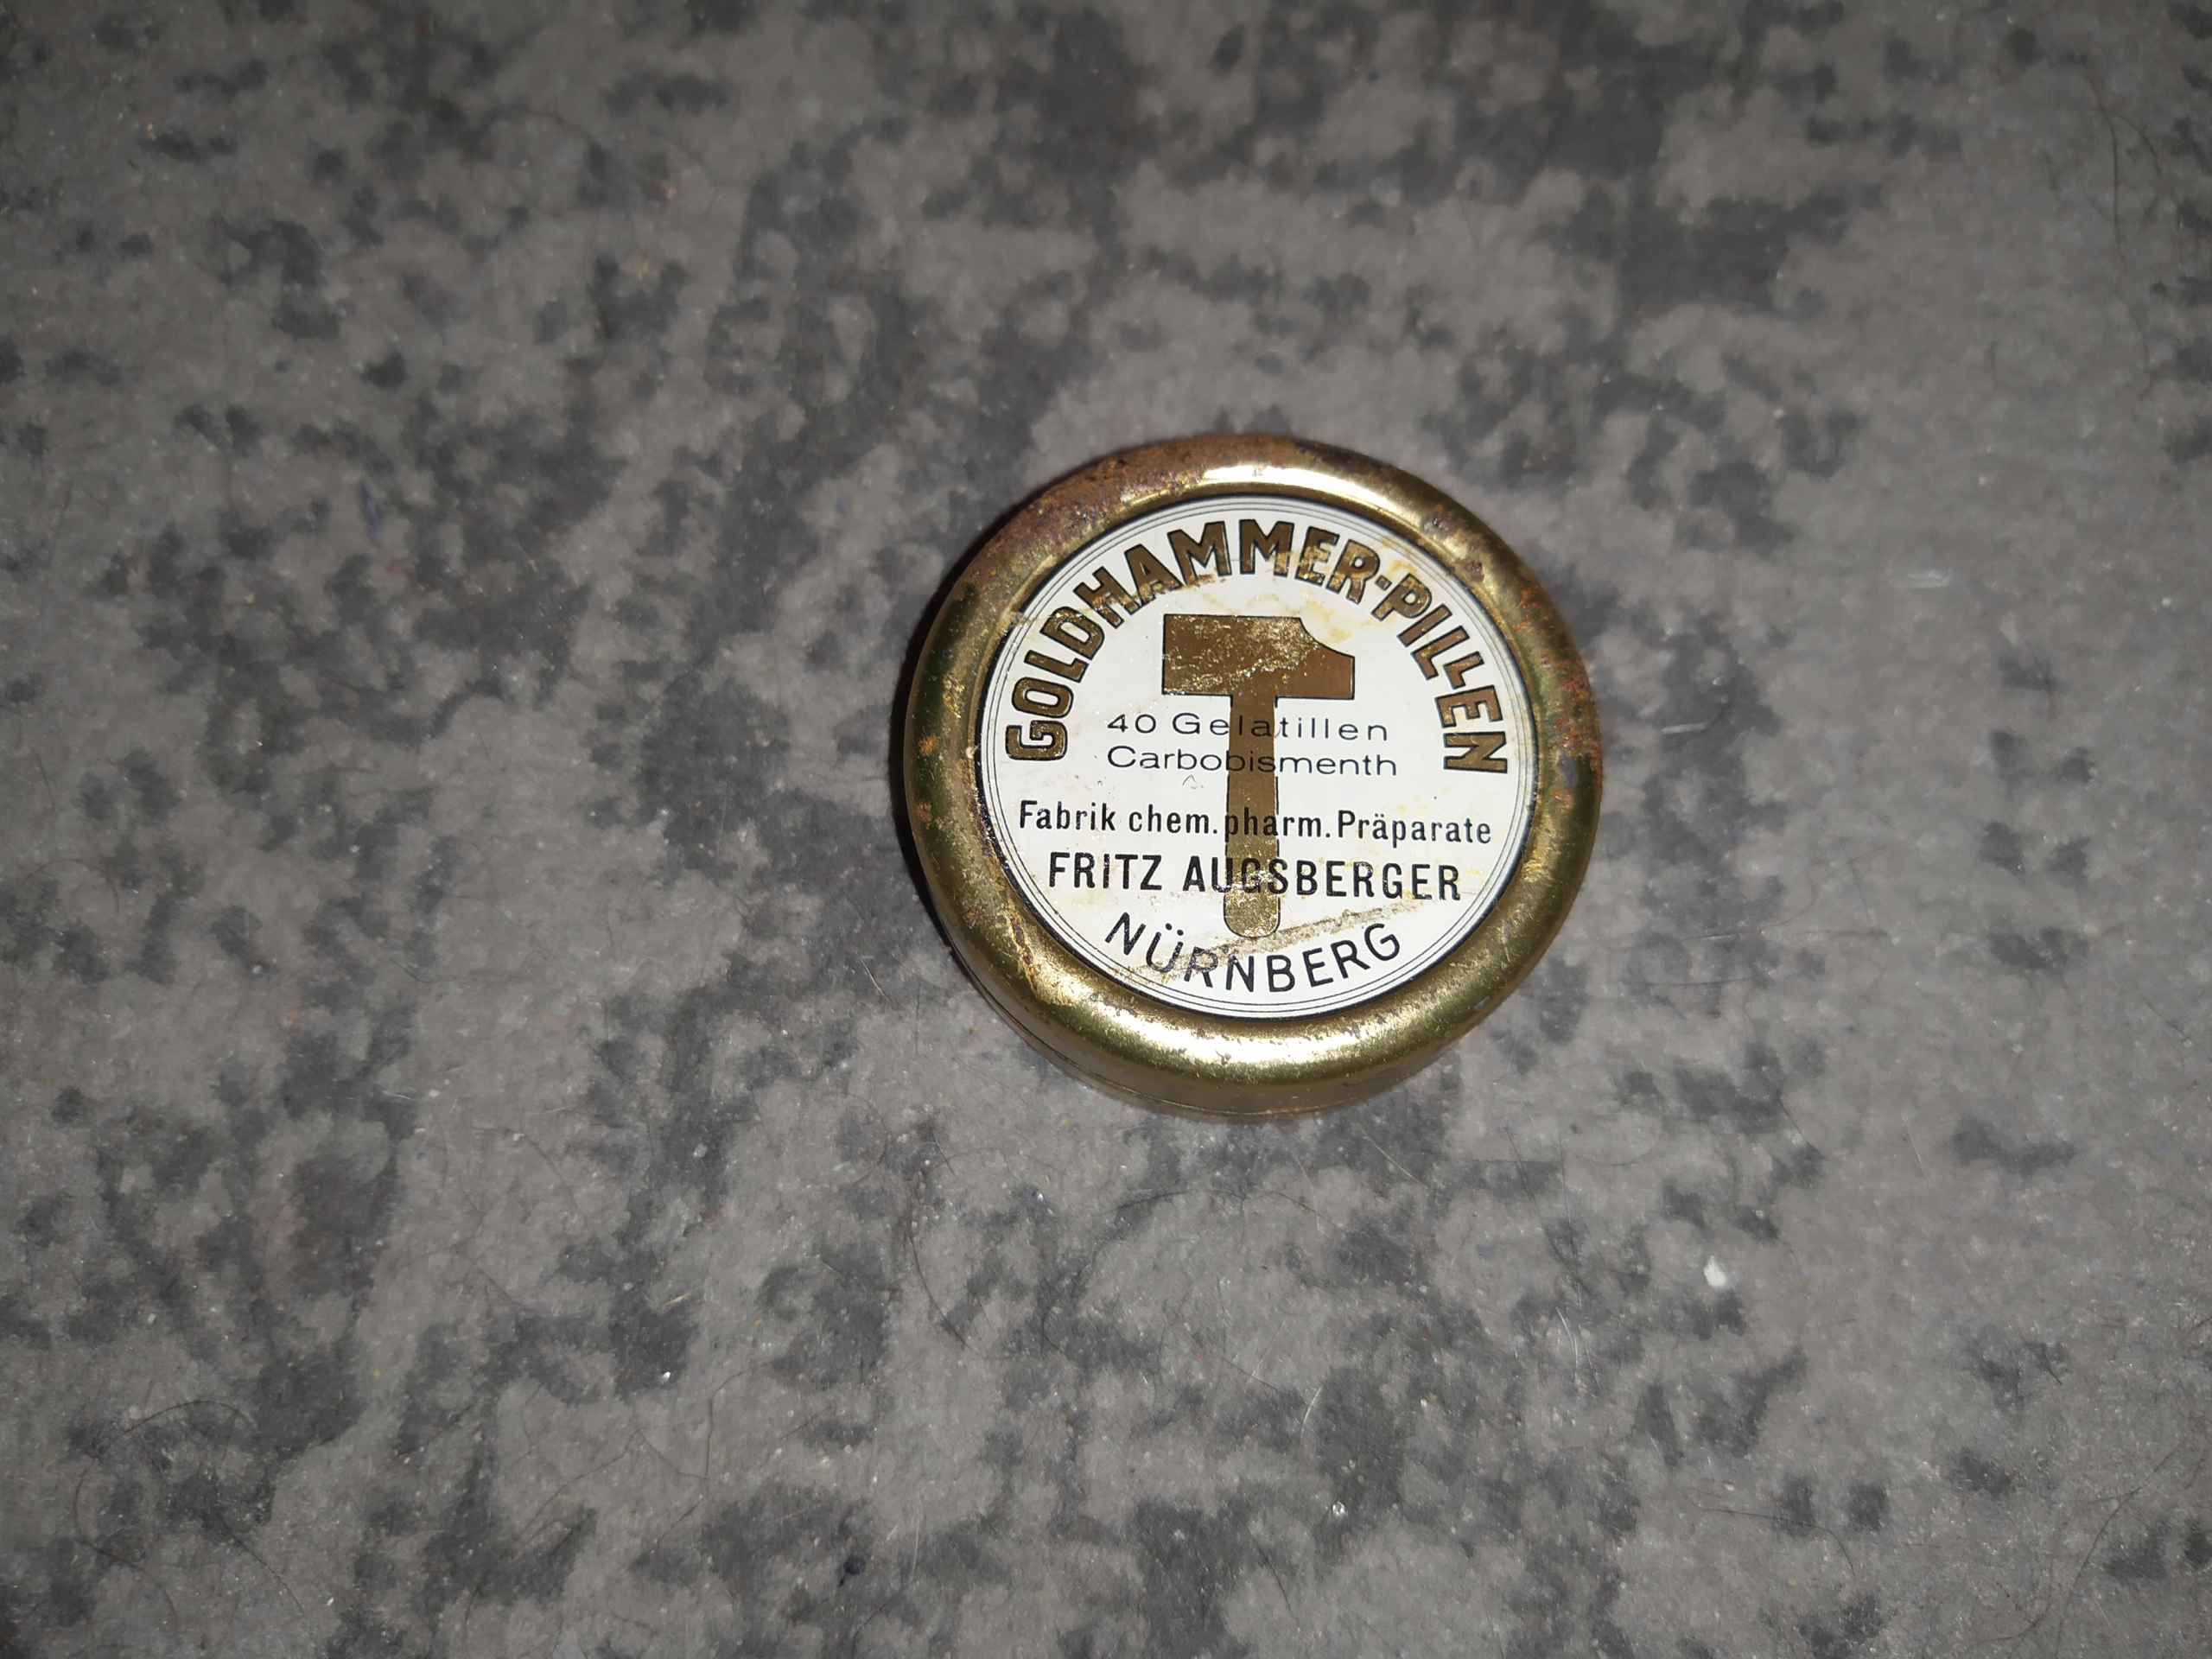 GOLDHAMMER-PILLEN
40 Gelatillen
Carbobismenth
Fabrik chem. pharm. Präparate
FRITZ AUGSBERGER
NÜRNBERG